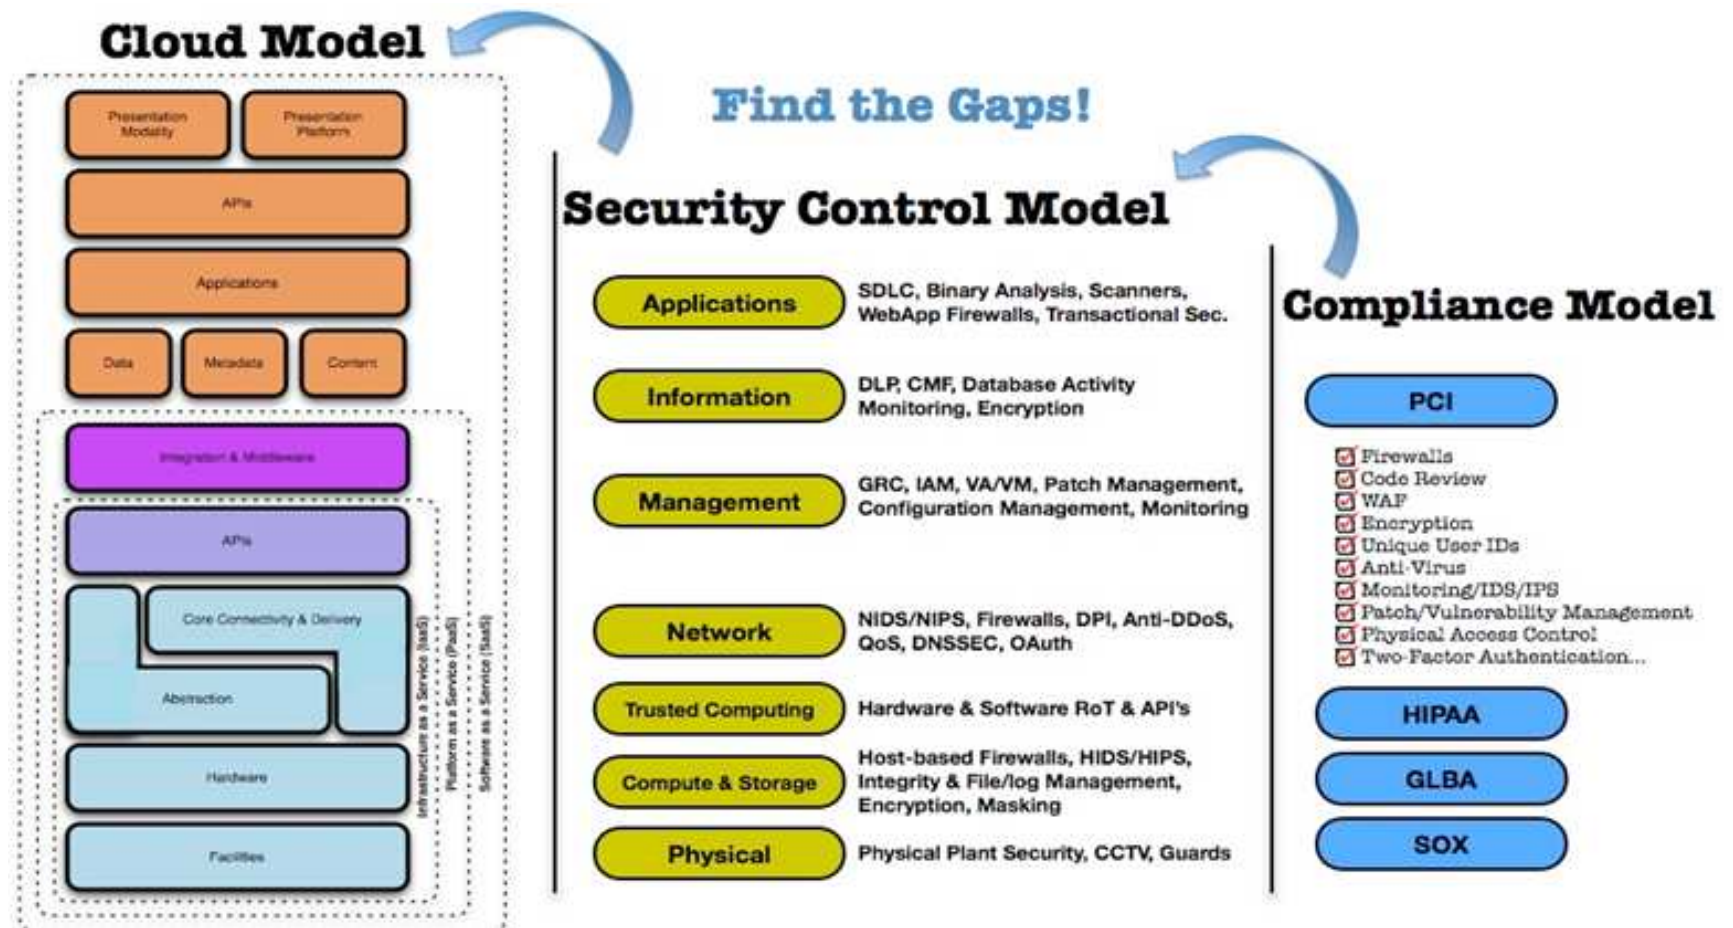 Cloud Model
Presentation
Modality
Presentation
Platform
APIs
Applications
Data
Metadata
Content
Integration & Middleware
APIs
Core Connectivity & Delivery
Abstraction
Hardware
Facilities
Infrastructure as a Service (IaaS)
Platform as a Service (PaaS)
Software as a Service (SaaS)
Find the Gaps!
Security Control Model
Applications
SDLC, Binary Analysis, Scanners,
WebApp Firewalls, Transactional Sec.
Information
DLP, CMF, Database Activity
Monitoring, Encryption
Management
GRC, IAM, VA/VM, Patch Management,
Configuration Management, Monitoring
Network
NIDS/NIPS, Firewalls, DPI, Anti-DDoS,
QoS, DNSSEC, OAuth
Trusted Computing
Hardware & Software RoT & API's
Compute & Storage
Host-based Firewalls, HIDS/HIPS,
Integrity & File/log Management,
Encryption, Masking
Physical
Physical Plant Security, CCTV, Guards
Compliance Model
PCI
Firewalls
Code Review
WAF
Encryption
Unique User IDs
Anti-Virus
Monitoring/IDS/IPS
Patch/Vulnerability Management
Physical Access Control
Two-Factor Authentication...
HIPAA
GLBA
SOX